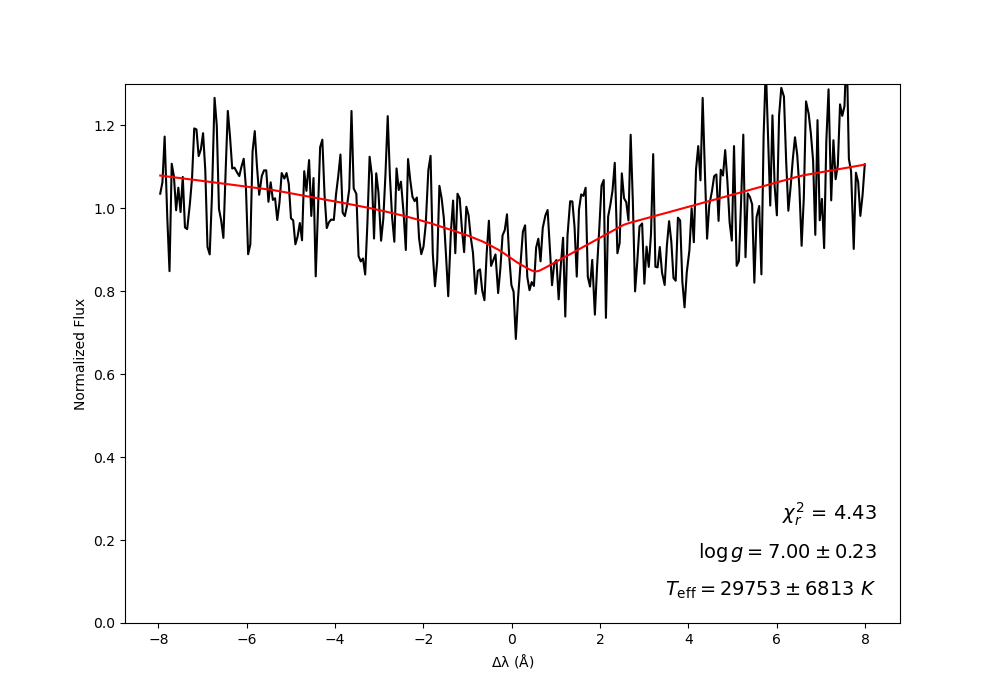 1.2
1.0
0.8
0.6
0.4
0.2
0.0
Normalized Flux
χ²ᵣ = 4.43
log g = 7.00 ± 0.23
T_eff = 29753 ± 6813 K
−8 −6 −4 −2 0 2 4 6 8
Δλ (Å)